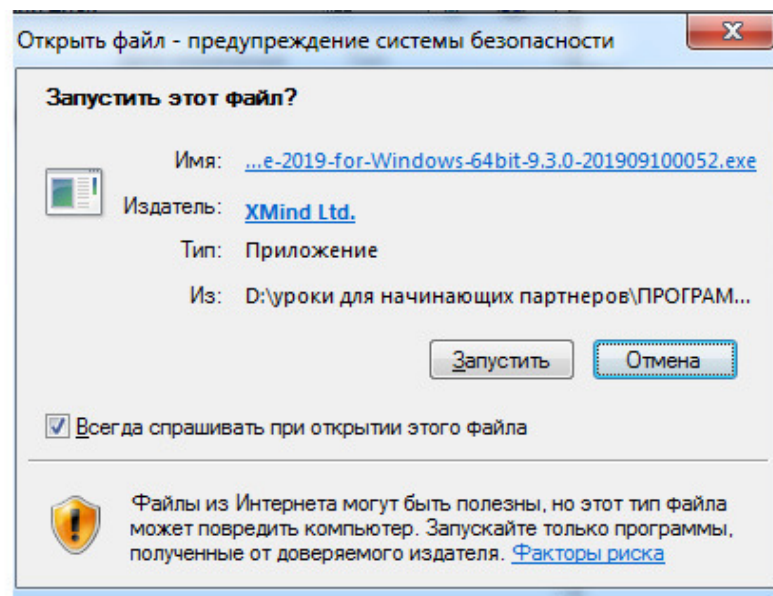 Открыть файл - предупреждение системы безопасности
Запустить этот файл?
Имя: ...e-2019-for-Windows-64bit-9.3.0-201909100052.exe
Издатель: XMind Ltd.
Тип: Приложение
Из: D:\уроки для начинающих партнеров\ПРОГРАМ...
Запустить Отмена
Всегда спрашивать при открытии этого файла
Файлы из Интернета могут быть полезны, но этот тип файла
может повредить компьютер. Запускайте только программы,
полученные от доверяемого издателя. Факторы риска